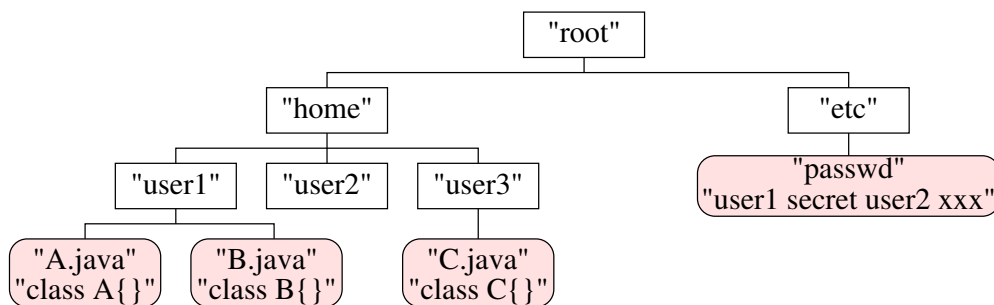 "root"
"home"
"etc"
"user1"
"user2"
"user3"
"passwd"
"user1 secret user2 xxx"
"A.java"
"class A{}"
"B.java"
"class B{}"
"C.java"
"class C{}"